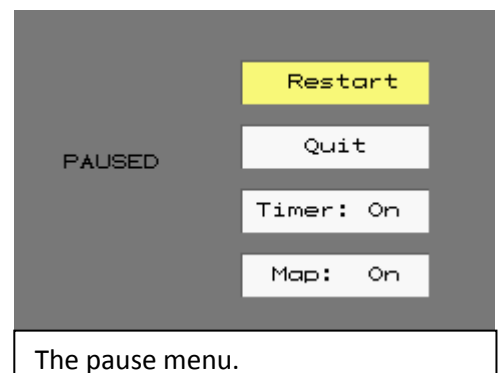 Restart
Quit
PAUSED
Timer: On
Map: On
The pause menu.